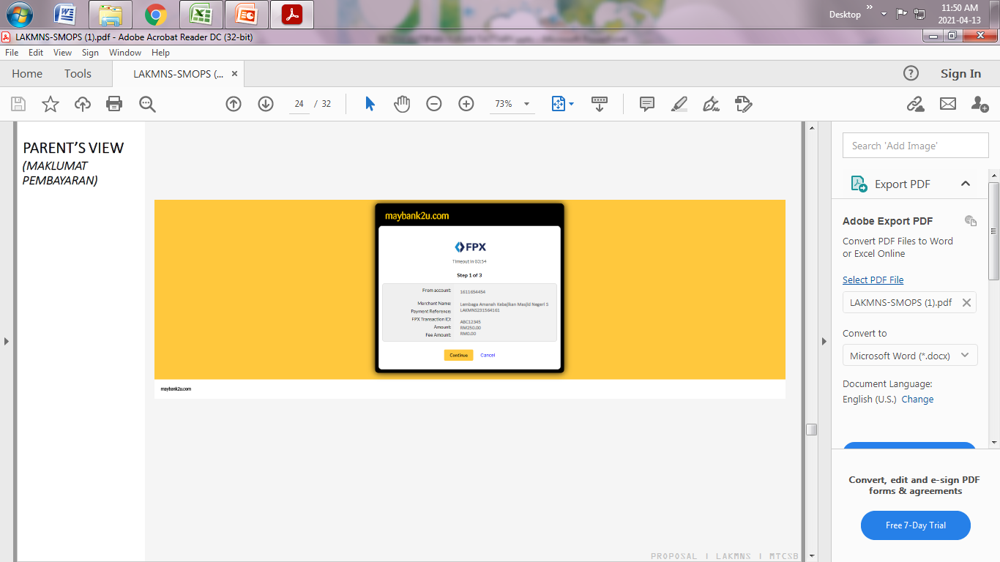 11:50 AM
Desktop
2021-04-13
LAKMNS-SMOPS (1).pdf - Adobe Acrobat Reader DC (32-bit)
File Edit View Sign Window Help
Home Tools LAKMNS-SMOPS (... × Sign In
24 / 32 73%
PARENT'S VIEW
(MAKLUMAT
PEMBAYARAN)
maybank2u.com
FPX
Timeout in 03:54
Step 1 of 3
From account: 1611654454
Merchant Name: Lembaga Amanah Kebajikan Masjid Negeri S
Payment Reference: LAKMNS231564161
FPX Transaction ID: ABC12345
Amount: RM250.00
Fee Amount: RM0.00
Continue Cancel
maybank2u.com
PROPOSAL | LAKMNS | MTCSB
Search 'Add Image'
Export PDF
Adobe Export PDF
Convert PDF Files to Word
or Excel Online
Select PDF File
LAKMNS-SMOPS (1).pdf
Convert to
Microsoft Word (*.docx)
Document Language:
English (U.S.) Change
Convert, edit and e-sign PDF
forms & agreements
Free 7-Day Trial